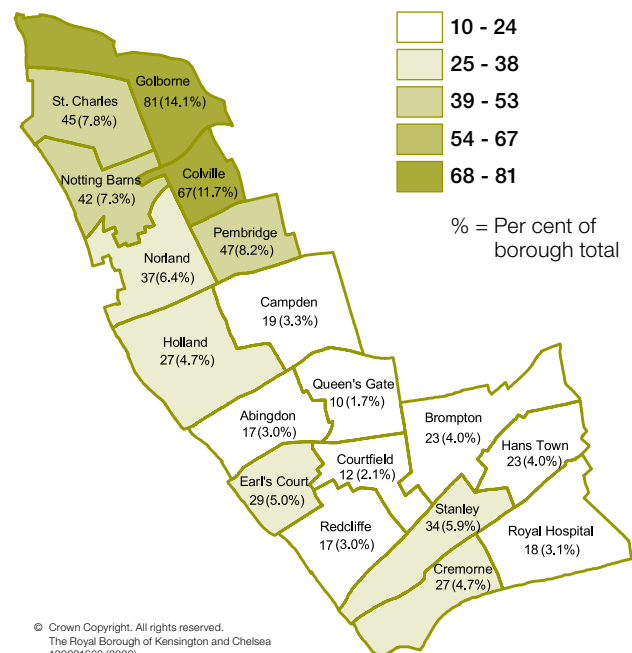 10 - 24
25 - 38
39 - 53
54 - 67
68 - 81
% = Per cent of
borough total
Golborne
81 (14.1%)
St. Charles
45 (7.8%)
Colville
67 (11.7%)
Notting Barns
42 (7.3%)
Pembridge
47 (8.2%)
Norland
37 (6.4%)
Campden
19 (3.3%)
Holland
27 (4.7%)
Queen's Gate
10 (1.7%)
Abingdon
17 (3.0%)
Brompton
23 (4.0%)
Hans Town
23 (4.0%)
Courtfield
12 (2.1%)
Earl's Court
29 (5.0%)
Stanley
34 (5.9%)
Redcliffe
17 (3.0%)
Royal Hospital
18 (3.1%)
Cremorne
27 (4.7%)
© Crown Copyright. All rights reserved.
The Royal Borough of Kensington and Chelsea